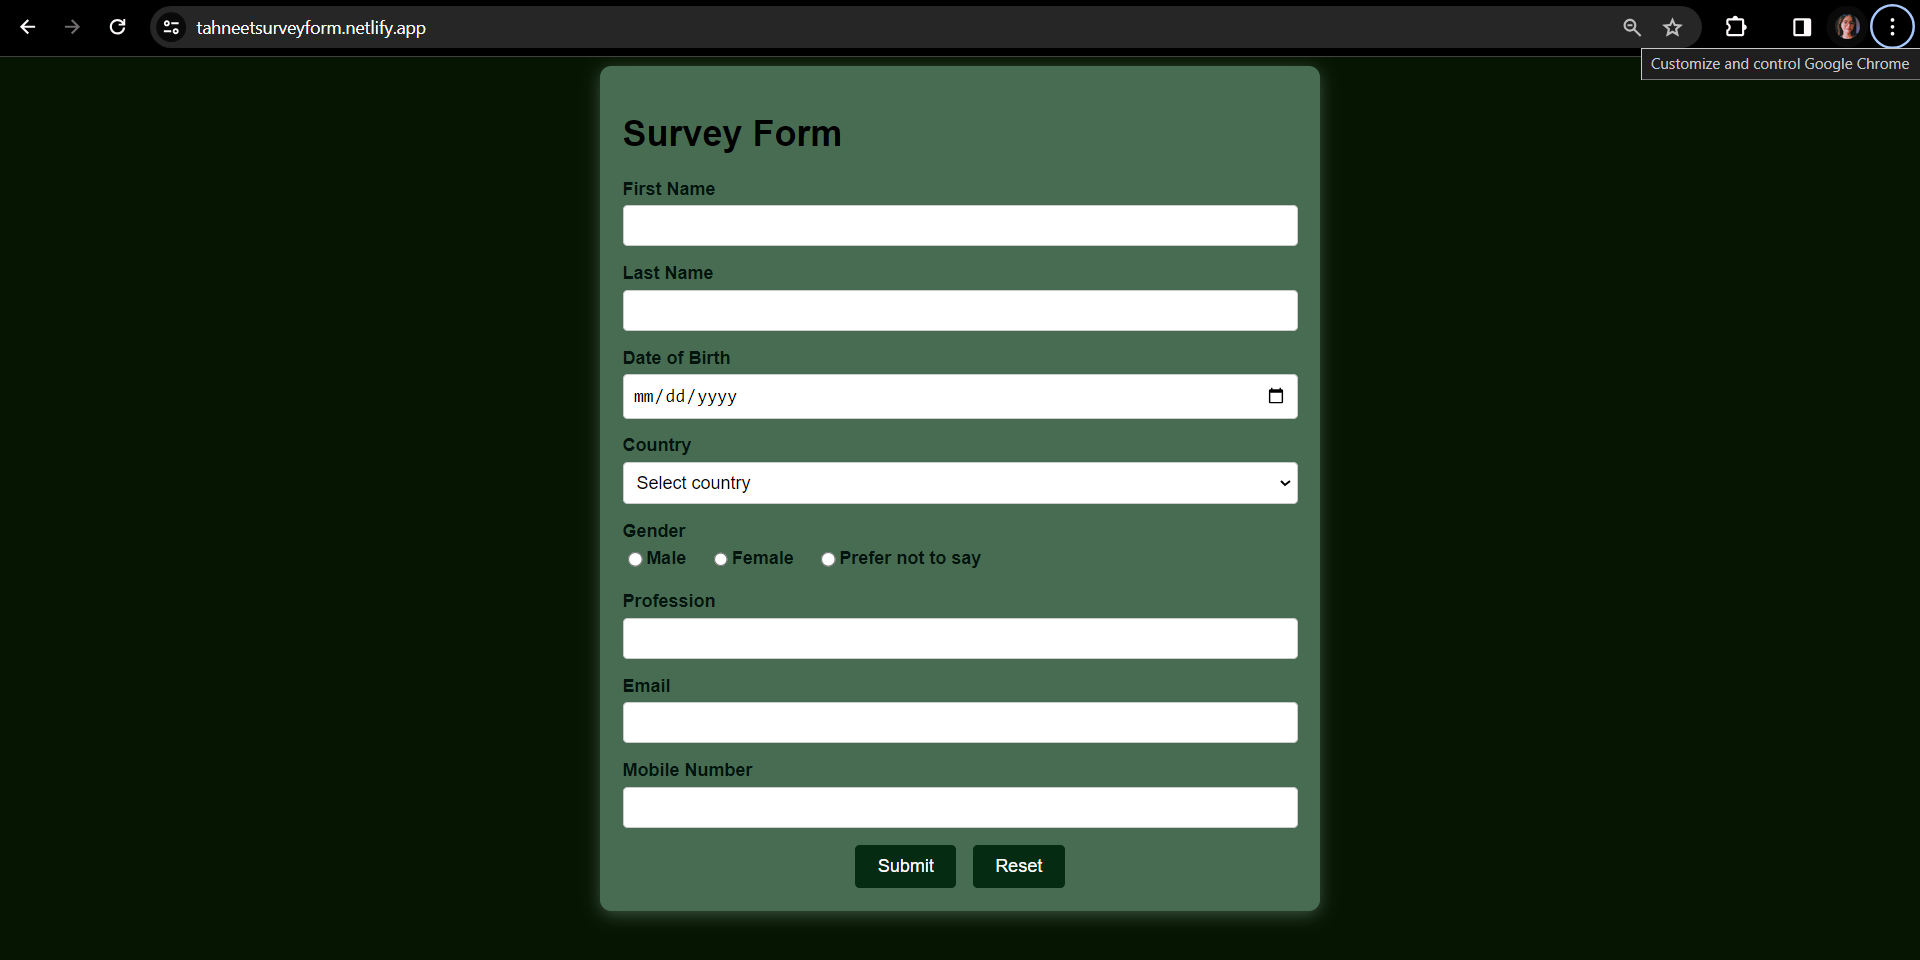 tahneetsurveyform.netlify.app
Customize and control Google Chrome
Survey Form
First Name
Last Name
Date of Birth
mm/dd/yyyy
Country
Select country
Gender
Male Female Prefer not to say
Profession
Email
Mobile Number
Submit Reset